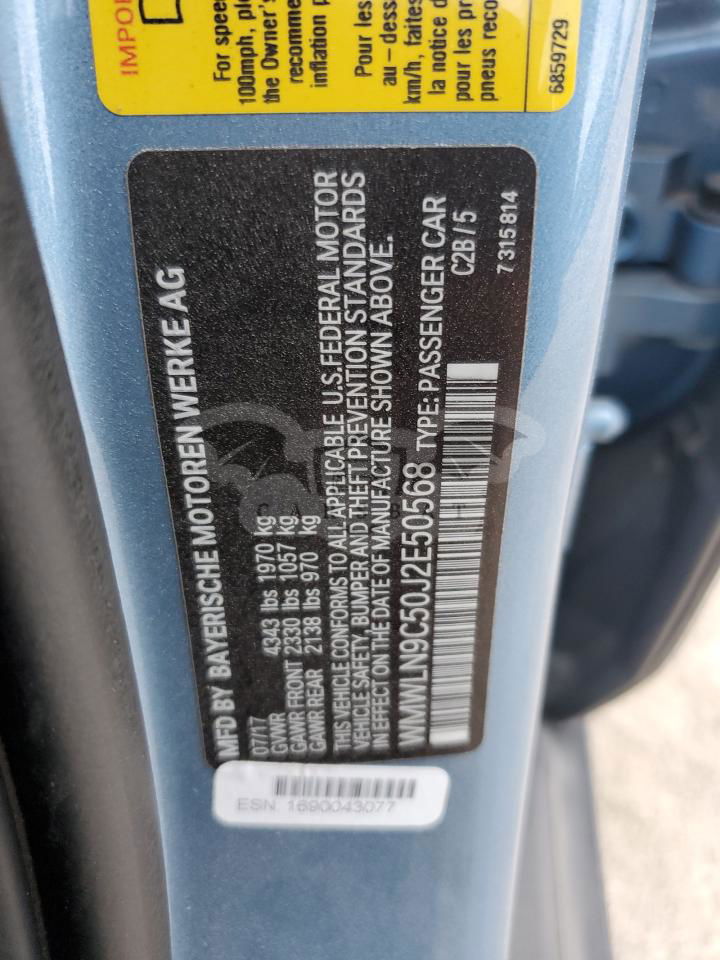 IMPOR
For spee
100mph, ple
the Owner's
recomme
inflation p
Pour les
au-dess
km/h, faites
la notice d
pour les pr
pneus reco
6859729
MFD BY BAYERISCHE MOTOREN WERKE AG
07/17
GVWR 4343 lbs 1970 kg
GAWR FRONT 2330 lbs 1057 kg
GAWR REAR 2138 lbs 970 kg
THIS VEHICLE CONFORMS TO ALL APPLICABLE U.S.FEDERAL MOTOR
VEHICLE SAFETY, BUMPER AND THEFT PREVENTION STANDARDS
IN EFFECT ON THE DATE OF MANUFACTURE SHOWN ABOVE.
WMWLN9C50J2E50568 TYPE: PASSENGER CAR
C2B / 5
7 315 814
ESN 1690043077